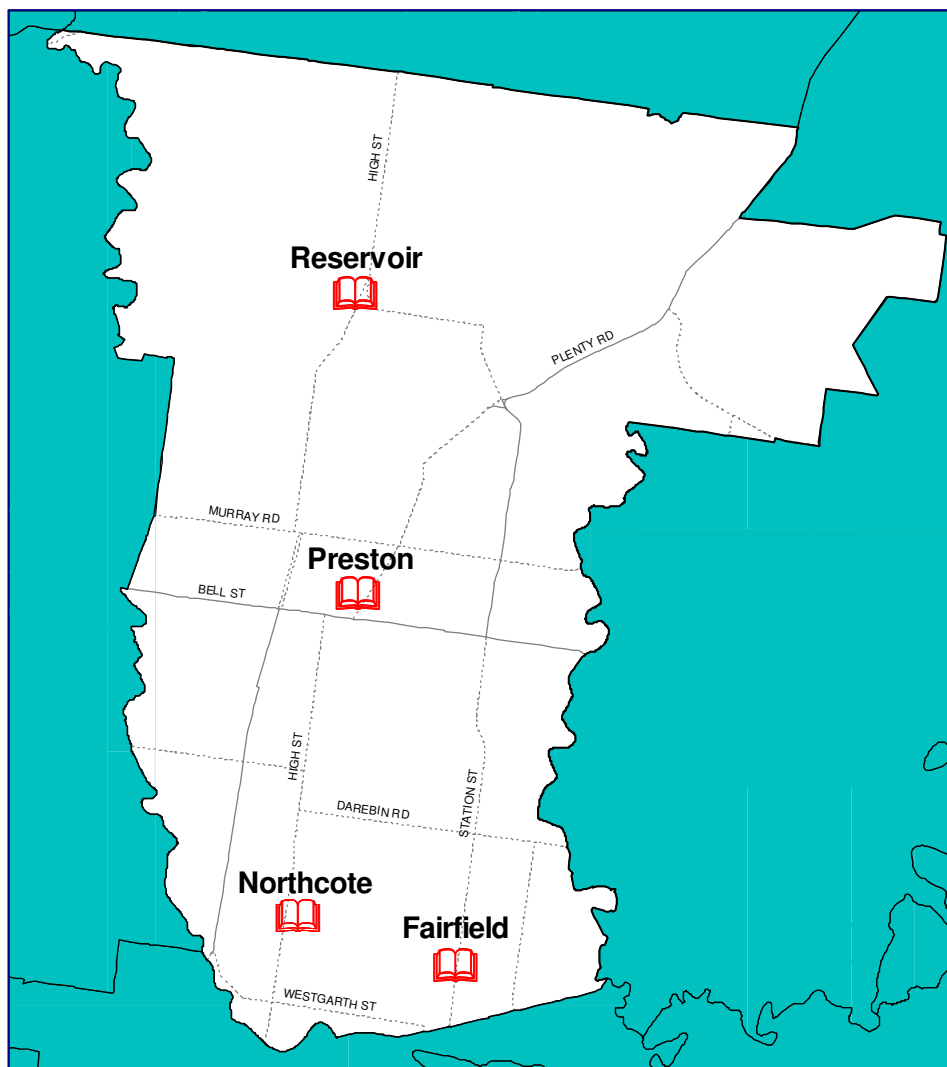 HIGH ST
Reservoir
PLENTY RD
MURRAY RD
Preston
BELL ST
HIGH ST
STATION ST
DAREBIN RD
Northcote
Fairfield
WESTGARTH ST